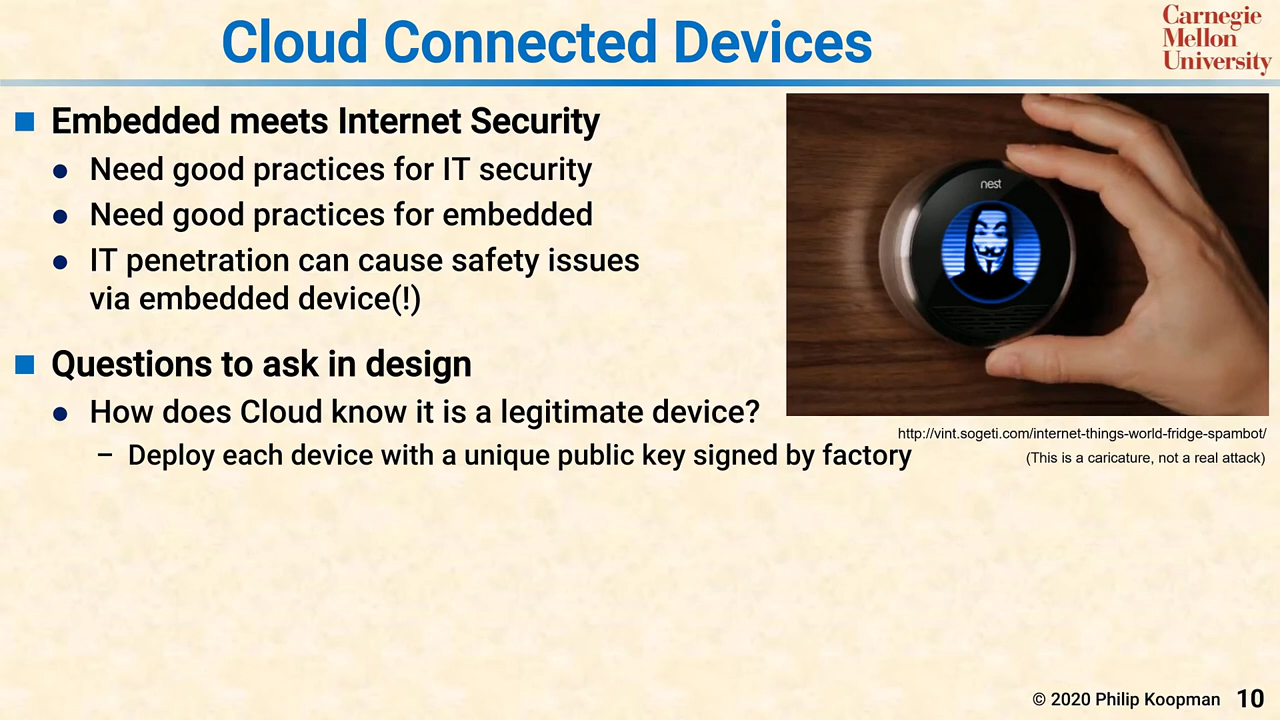 Cloud Connected Devices
Carnegie
Mellon
University
Embedded meets Internet Security
Need good practices for IT security
Need good practices for embedded
IT penetration can cause safety issues
via embedded device(!)
Questions to ask in design
How does Cloud know it is a legitimate device?
– Deploy each device with a unique public key signed by factory
nest
http://vint.sogeti.com/internet-things-world-fridge-spambot/
(This is a caricature, not a real attack)
© 2020 Philip Koopman 10